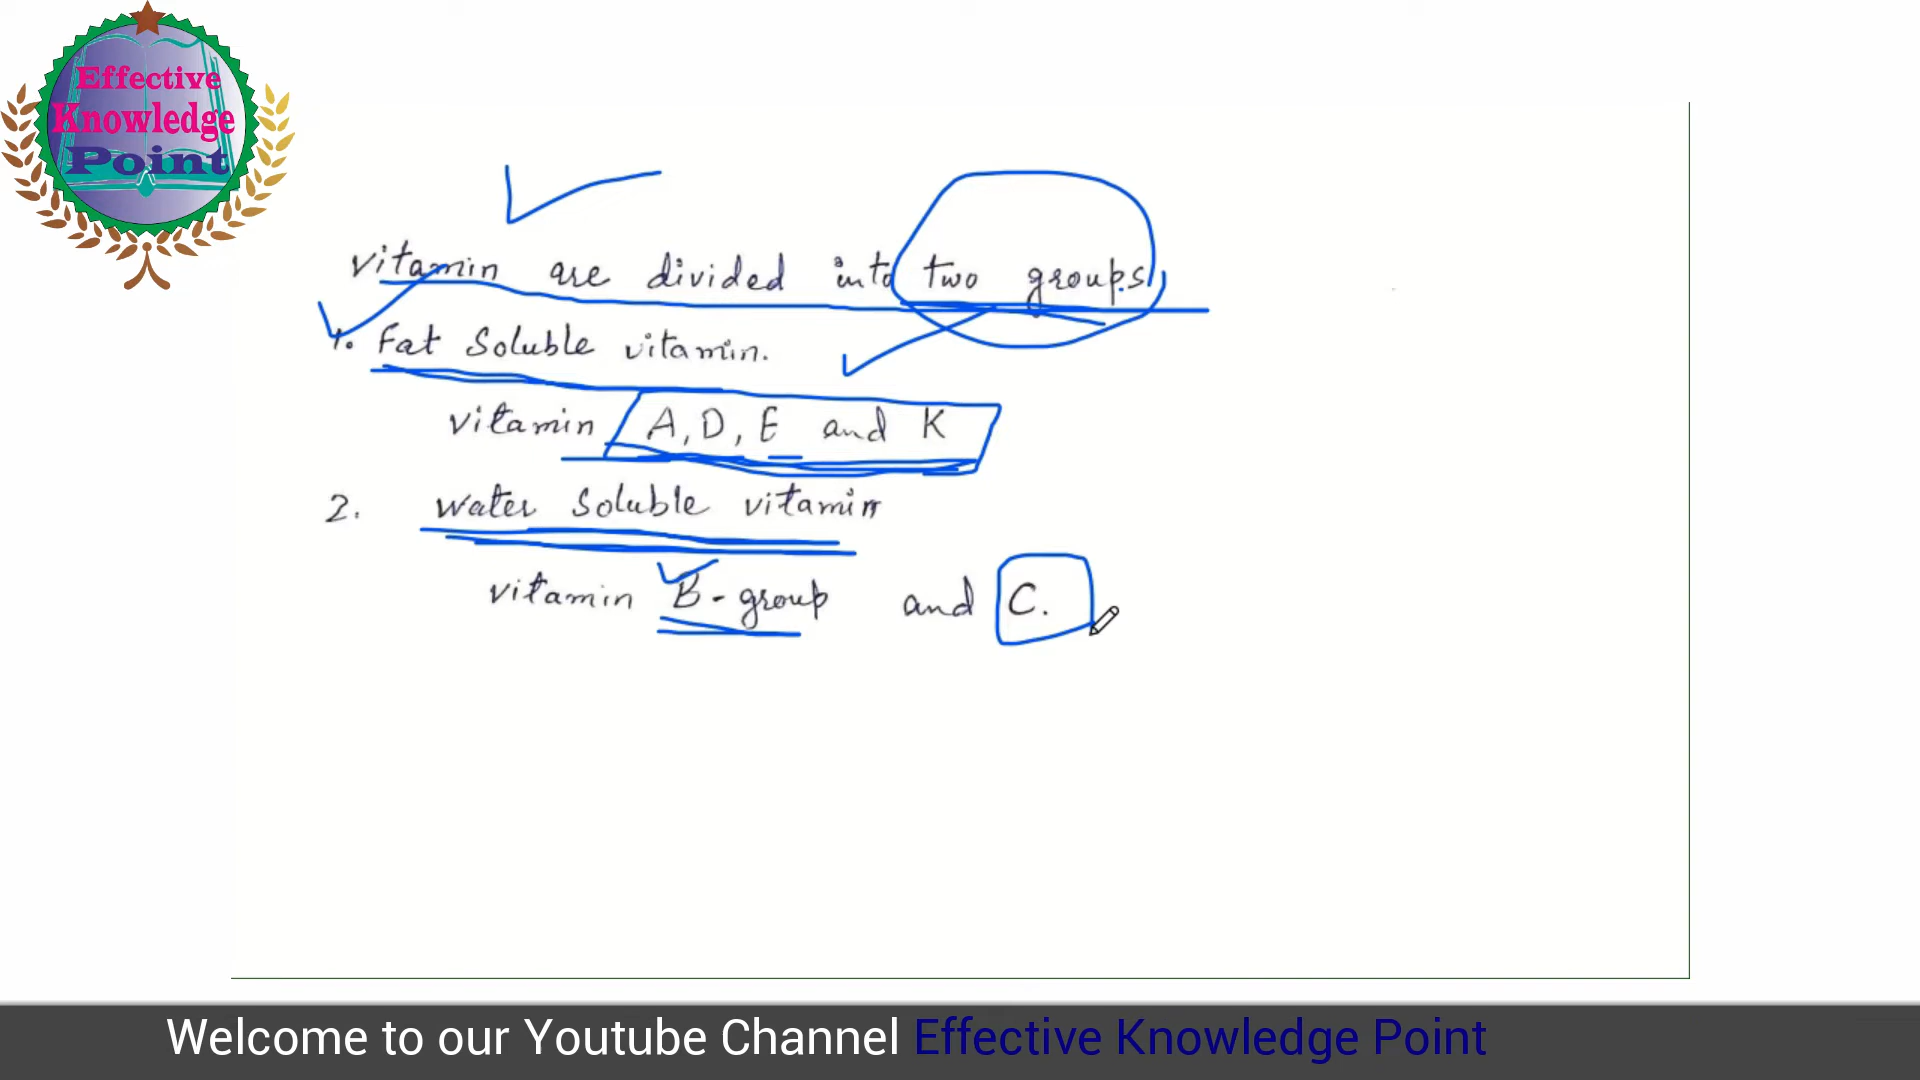 Effective
Knowledge
Point
vitamin are divided into two groups.
1. Fat Soluble vitamin.
vitamin A, D, E and K
2. water soluble vitamin
vitamin B-group and C.
Welcome to our Youtube Channel Effective Knowledge Point